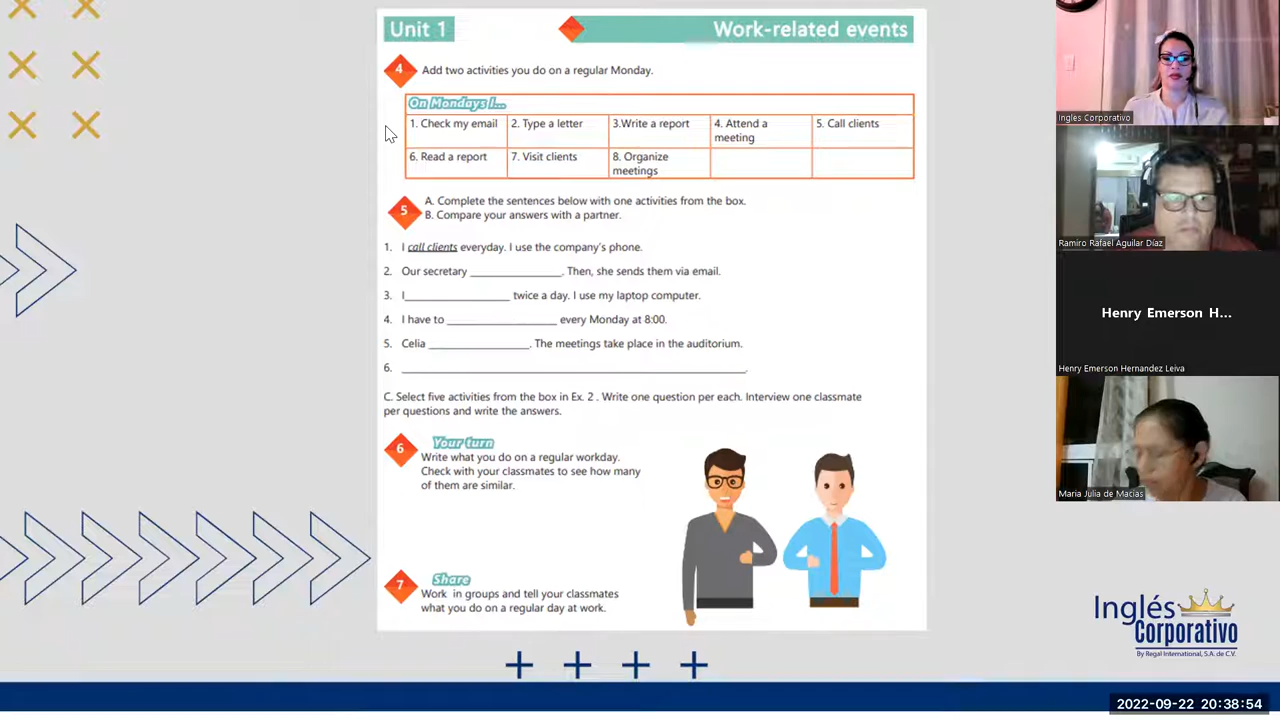 Unit 1
Work-related events
4 Add two activities you do on a regular Monday.
On Mondays I...
1. Check my email 2. Type a letter 3.Write a report 4. Attend a meeting 5. Call clients
6. Read a report 7. Visit clients 8. Organize meetings
5 A. Complete the sentences below with one activities from the box.
B. Compare your answers with a partner.
1. I call clients everyday. I use the company's phone.
2. Our secretary ______________. Then, she sends them via email.
3. I________________ twice a day. I use my laptop computer.
4. I have to _________________ every Monday at 8:00.
5. Celia ________________. The meetings take place in the auditorium.
6. ______________________________________________________.
C. Select five activities from the box in Ex. 2 . Write one question per each. Interview one classmate
per questions and write the answers.
6 Your turn
Write what you do on a regular workday.
Check with your classmates to see how many
of them are similar.
7 Share
Work in groups and tell your classmates
what you do on a regular day at work.
Ingles Corporativo
Ramiro Rafael Aguilar Díaz
Henry Emerson H...
Henry Emerson Hernandez Leiva
Maria Julia de Macias
Inglés
Corporativo
By Regal International, S.A. de C.V.
2022-09-22 20:38:54